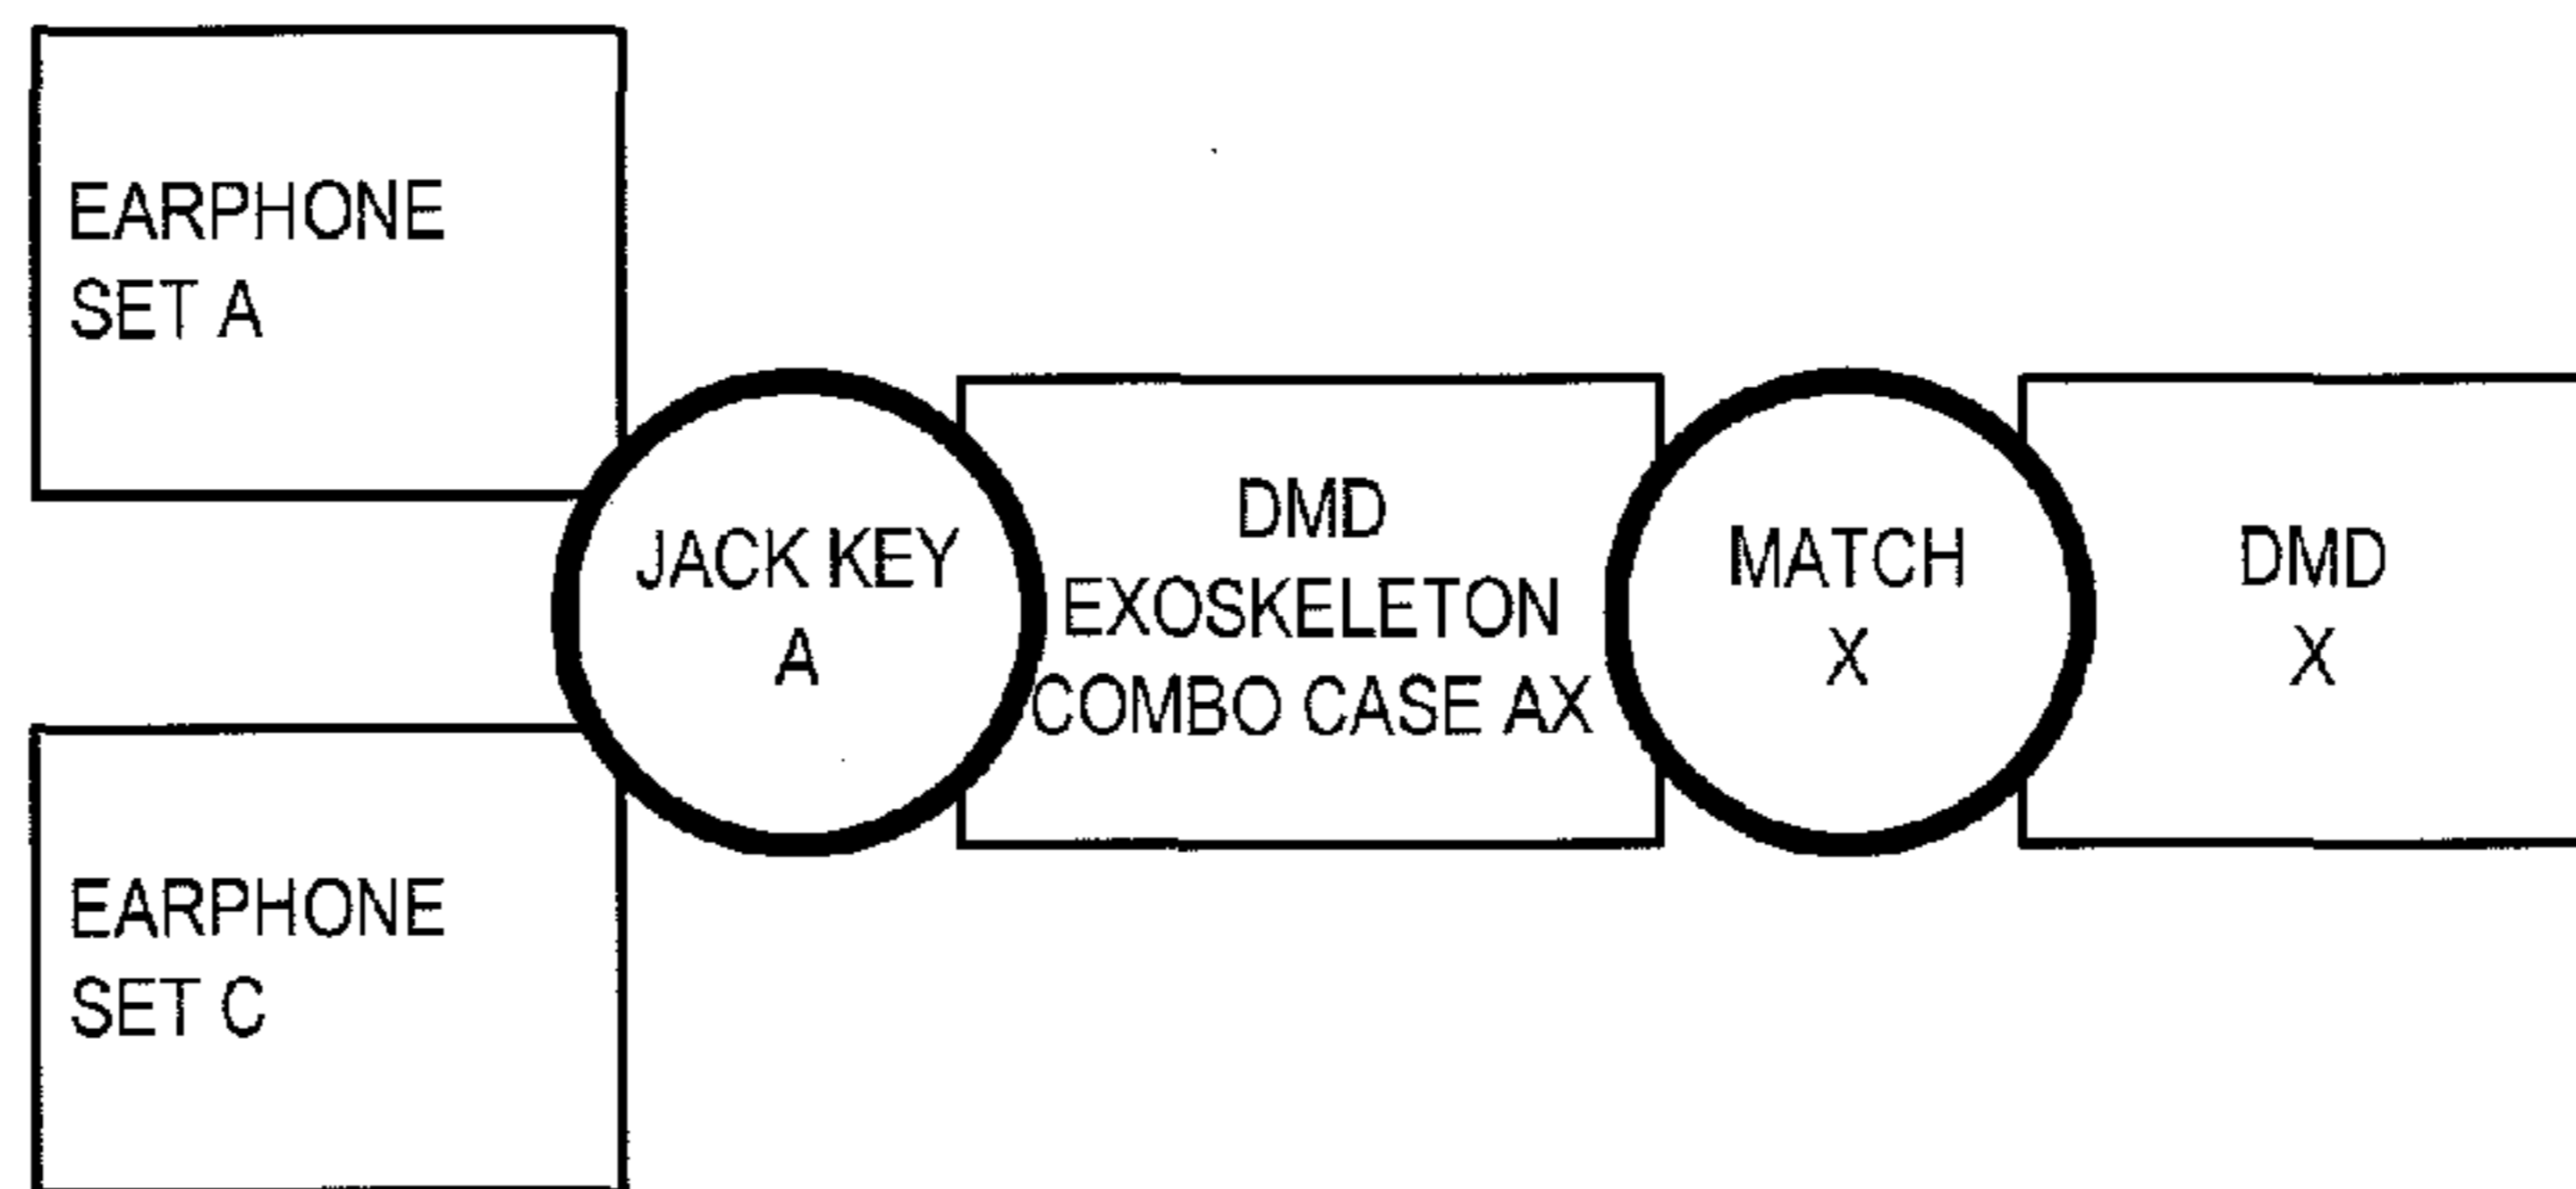 EARPHONE
SET A
JACK KEY
A
DMD
EXOSKELETON
COMBO CASE AX
MATCH
X
DMD
X
EARPHONE
SET C